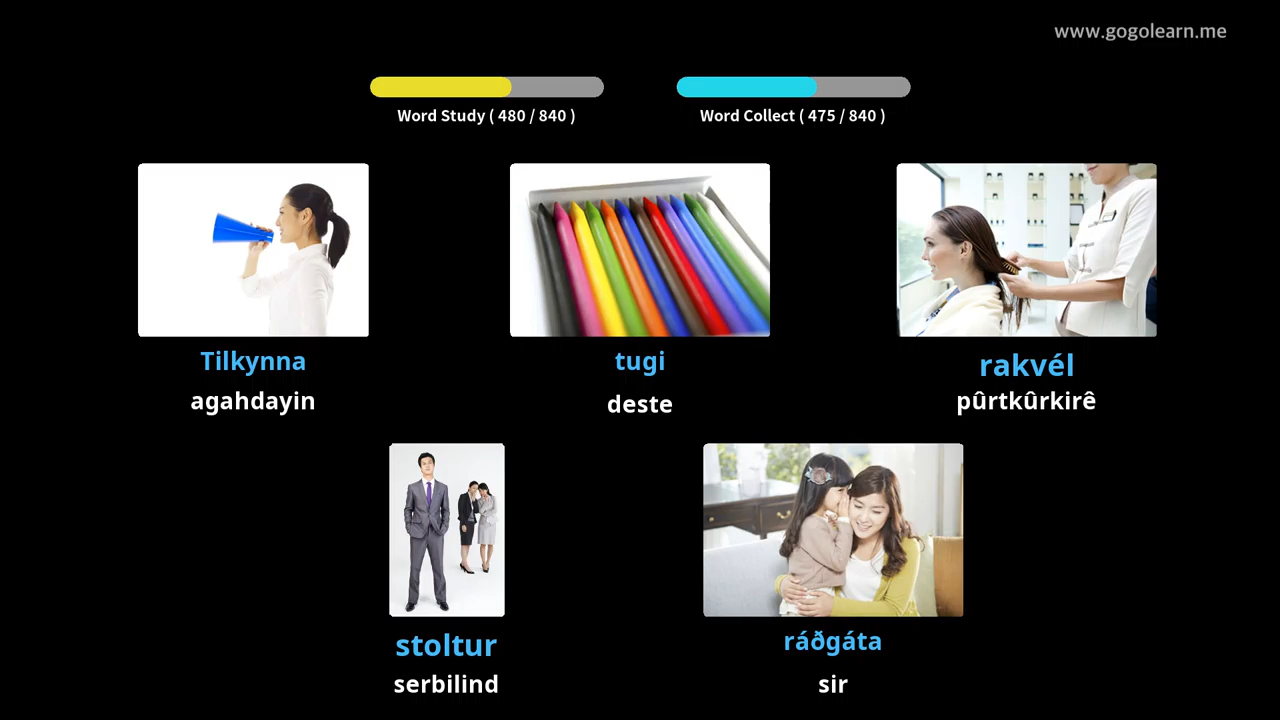 www.gogolearn.me
Word Study ( 480 / 840 )
Word Collect ( 475 / 840 )
Tilkynna
agahdayin
tugi
deste
rakvél
pûrtkûrkirê
stoltur
serbilind
ráðgáta
sir